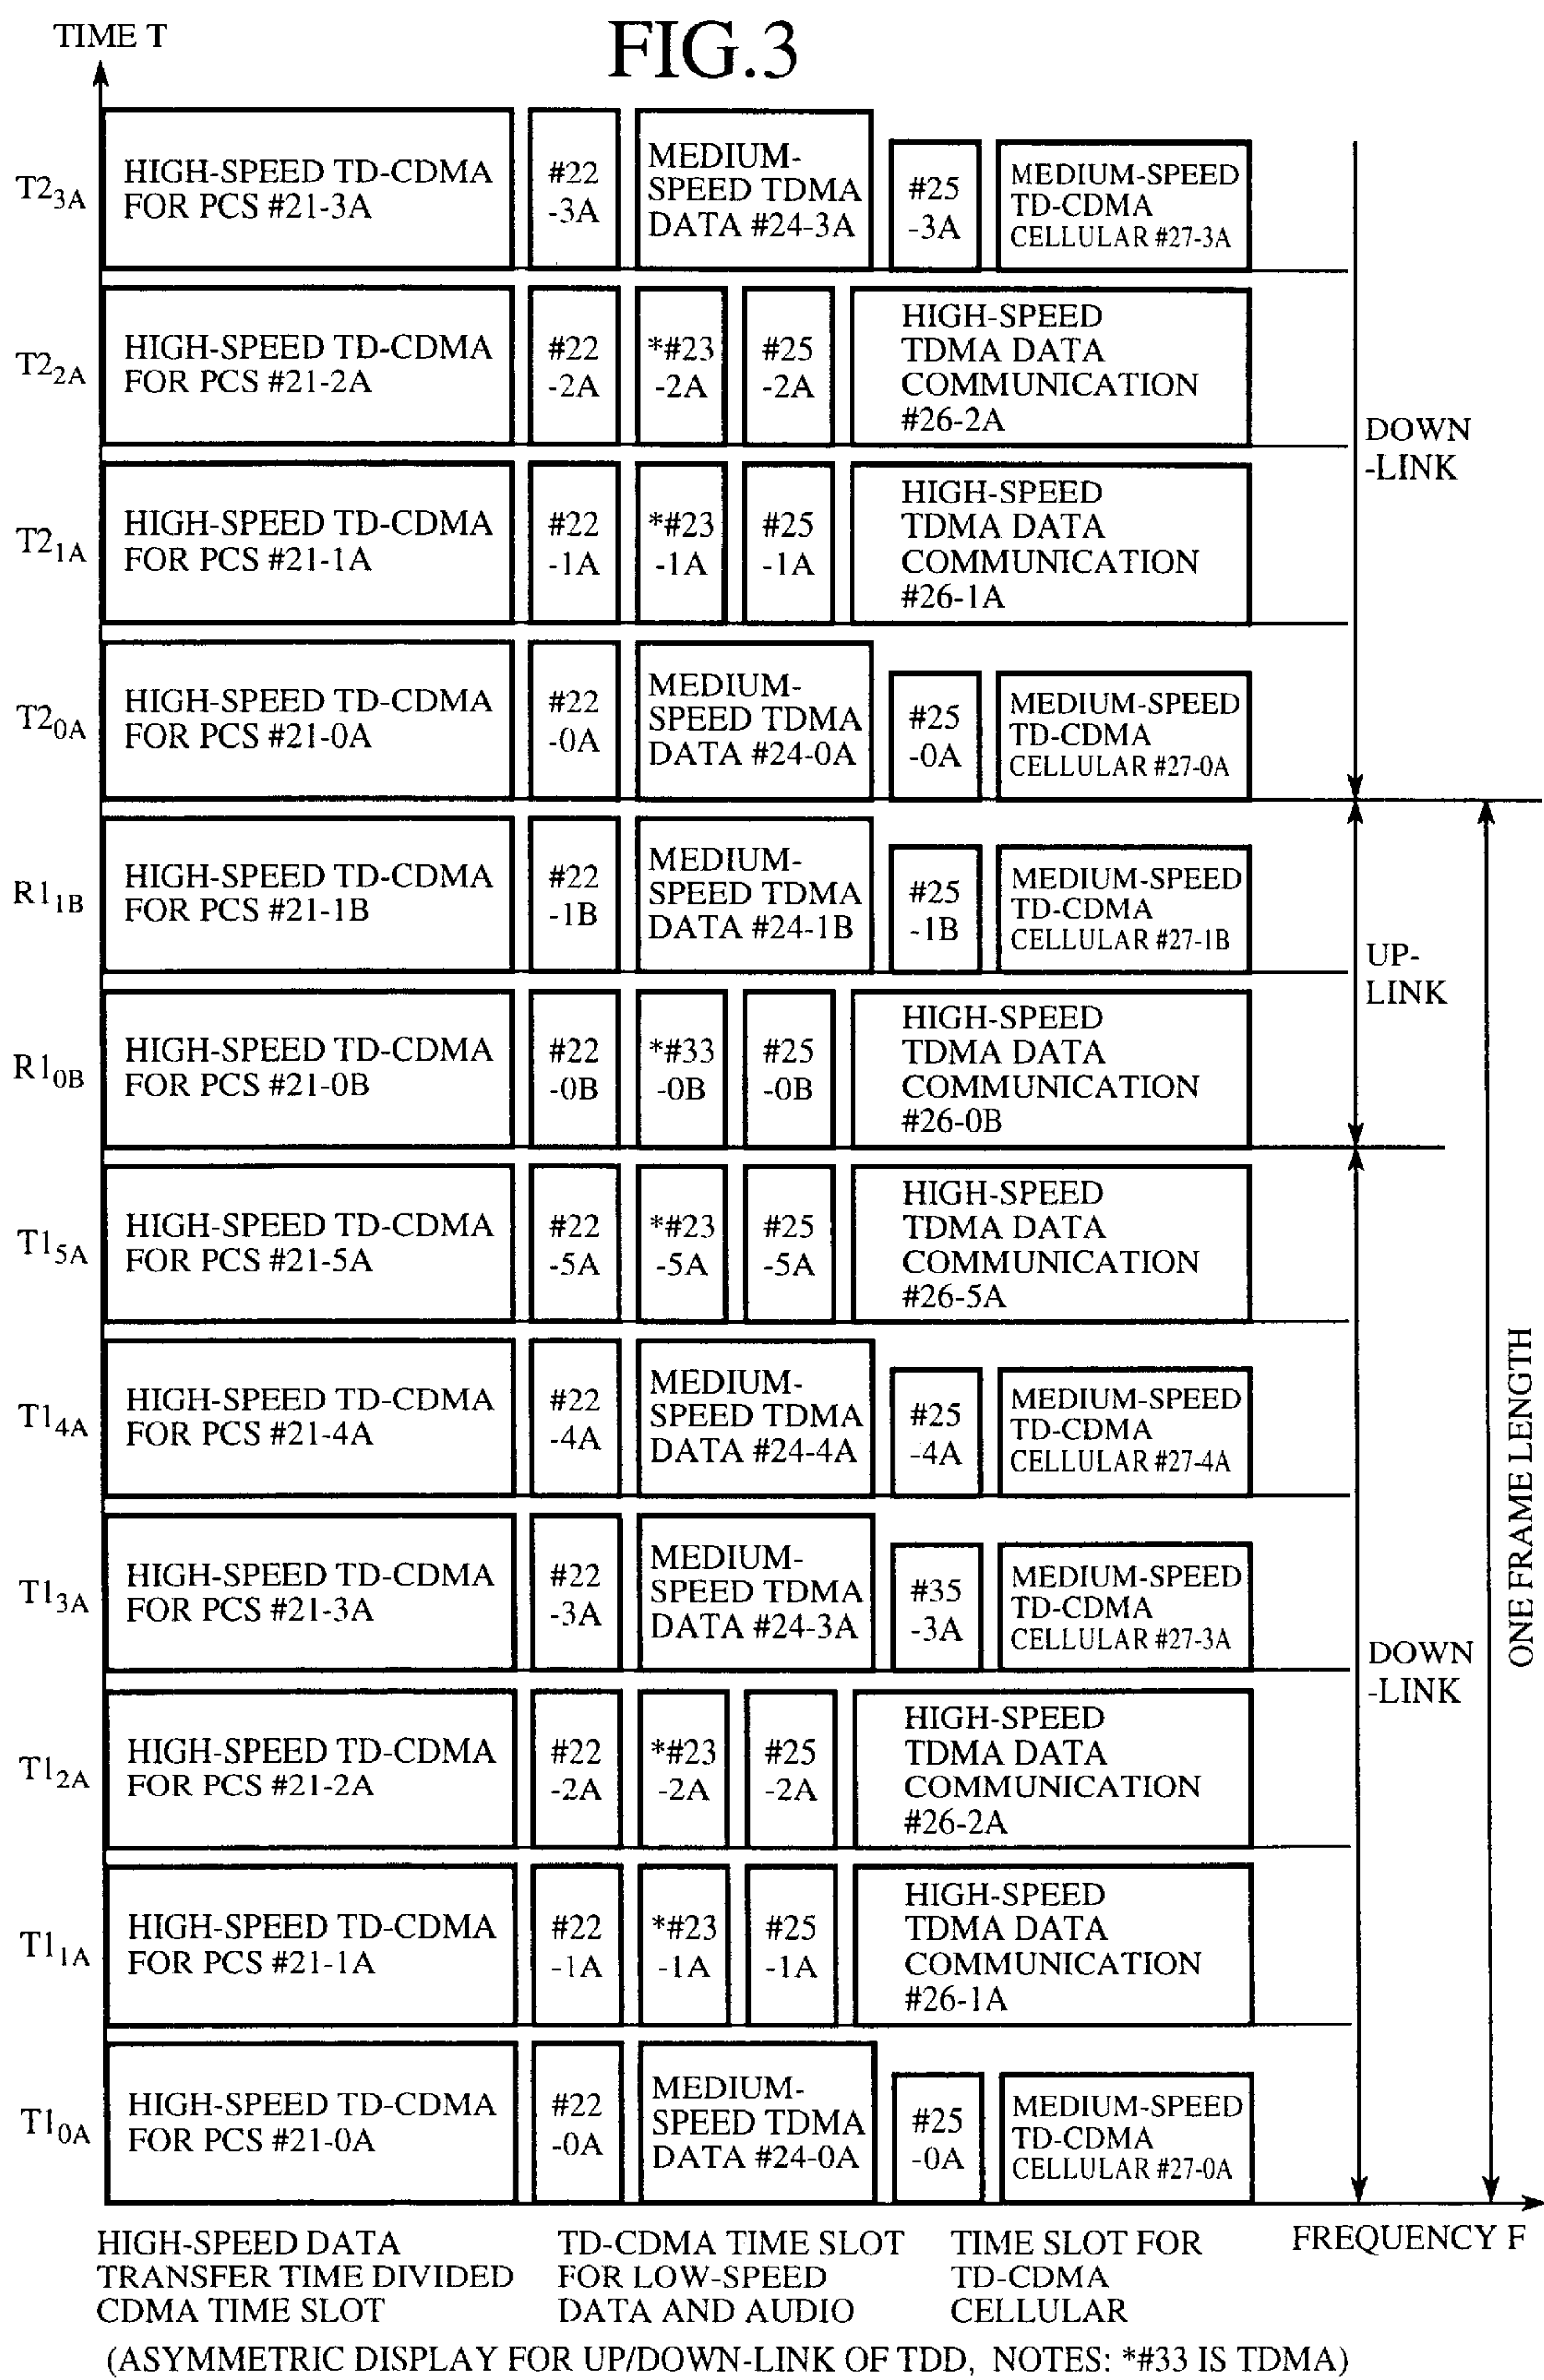 FIG.3
TIME T
T23A
HIGH-SPEED TD-CDMA
FOR PCS #21-3A
#22
-3A
MEDIUM-
SPEED TDMA
DATA #24-3A
#25
-3A
MEDIUM-SPEED
TD-CDMA
CELLULAR #27-3A
T22A
HIGH-SPEED TD-CDMA
FOR PCS #21-2A
#22
-2A
*#23
-2A
#25
-2A
HIGH-SPEED
TDMA DATA
COMMUNICATION
#26-2A
DOWN
-LINK
T21A
HIGH-SPEED TD-CDMA
FOR PCS #21-1A
#22
-1A
*#23
-1A
#25
-1A
HIGH-SPEED
TDMA DATA
COMMUNICATION
#26-1A
T20A
HIGH-SPEED TD-CDMA
FOR PCS #21-0A
#22
-0A
MEDIUM-
SPEED TDMA
DATA #24-0A
#25
-0A
MEDIUM-SPEED
TD-CDMA
CELLULAR #27-0A
R11B
HIGH-SPEED TD-CDMA
FOR PCS #21-1B
#22
-1B
MEDIUM-
SPEED TDMA
DATA #24-1B
#25
-1B
MEDIUM-SPEED
TD-CDMA
CELLULAR #27-1B
UP-
LINK
R10B
HIGH-SPEED TD-CDMA
FOR PCS #21-0B
#22
-0B
*#33
-0B
#25
-0B
HIGH-SPEED
TDMA DATA
COMMUNICATION
#26-0B
T15A
HIGH-SPEED TD-CDMA
FOR PCS #21-5A
#22
-5A
*#23
-5A
#25
-5A
HIGH-SPEED
TDMA DATA
COMMUNICATION
#26-5A
T14A
HIGH-SPEED TD-CDMA
FOR PCS #21-4A
#22
-4A
MEDIUM-
SPEED TDMA
DATA #24-4A
#25
-4A
MEDIUM-SPEED
TD-CDMA
CELLULAR #27-4A
ONE FRAME LENGTH
T13A
HIGH-SPEED TD-CDMA
FOR PCS #21-3A
#22
-3A
MEDIUM-
SPEED TDMA
DATA #24-3A
#35
-3A
MEDIUM-SPEED
TD-CDMA
CELLULAR #27-3A
DOWN
-LINK
T12A
HIGH-SPEED TD-CDMA
FOR PCS #21-2A
#22
-2A
*#23
-2A
#25
-2A
HIGH-SPEED
TDMA DATA
COMMUNICATION
#26-2A
T11A
HIGH-SPEED TD-CDMA
FOR PCS #21-1A
#22
-1A
*#23
-1A
#25
-1A
HIGH-SPEED
TDMA DATA
COMMUNICATION
#26-1A
T10A
HIGH-SPEED TD-CDMA
FOR PCS #21-0A
#22
-0A
MEDIUM-
SPEED TDMA
DATA #24-0A
#25
-0A
MEDIUM-SPEED
TD-CDMA
CELLULAR #27-0A
FREQUENCY F
HIGH-SPEED DATA
TRANSFER TIME DIVIDED
CDMA TIME SLOT
TD-CDMA TIME SLOT
FOR LOW-SPEED
DATA AND AUDIO
TIME SLOT FOR
TD-CDMA
CELLULAR
(ASYMMETRIC DISPLAY FOR UP/DOWN-LINK OF TDD, NOTES: *#33 IS TDMA)